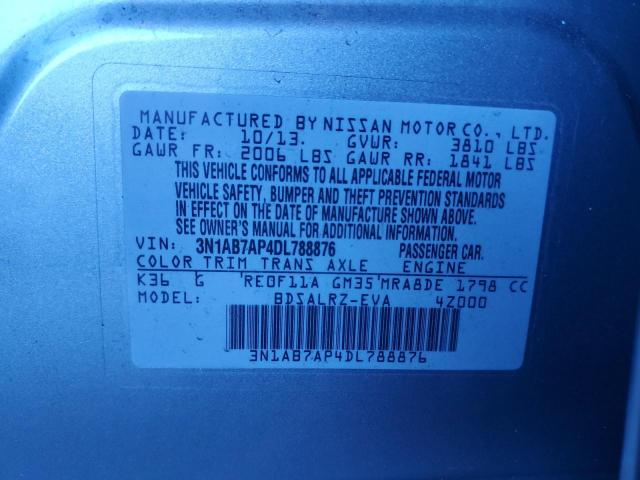 MANUFACTURED BY NISSAN MOTOR CO., LTD.
DATE: 10/13. GVWR: 3810 LBS
GAWR FR: 2006 LBS GAWR RR: 1841 LBS
THIS VEHICLE CONFORMS TO ALL APPLICABLE FEDERAL MOTOR
VEHICLE SAFETY, BUMPER AND THEFT PREVENTION STANDARDS
IN EFFECT ON THE DATE OF MANUFACTURE SHOWN ABOVE.
SEE OWNER'S MANUAL FOR ADDITIONAL INFORMATION
VIN: 3N1AB7AP4DL788876 PASSENGER CAR.
COLOR TRIM TRANS AXLE ENGINE
K36 G RE0F11A GM35 MRA8DE 1798 CC
MODEL: BDSALRZ-EVA 4Z000
3N1AB7AP4DL788876